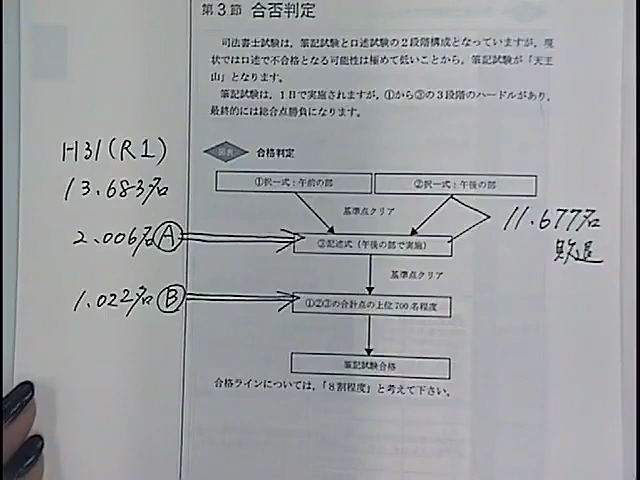 第3節 合否判定
司法書士試験は、筆記試験と口述試験の2段階構成となっていますが、現
状では口述で不合格となる可能性は極めて低いことから、筆記試験が「天王
山」となります。
筆記試験は、1日で実施されますが、①から③の3段階のハードルがあり、
最終的には総合点勝負になります。
合格判定
H31(R1)
13.683名
①択一式:午前の部
②択一式:午後の部
基準点クリア
11.677名
敗退
2.006名Ⓐ
③記述式(午後の部で実施)
基準点クリア
1.022名Ⓑ
①②③の合計点の上位700名程度
筆記試験合格
合格ラインについては、「8割程度」と考えて下さい。